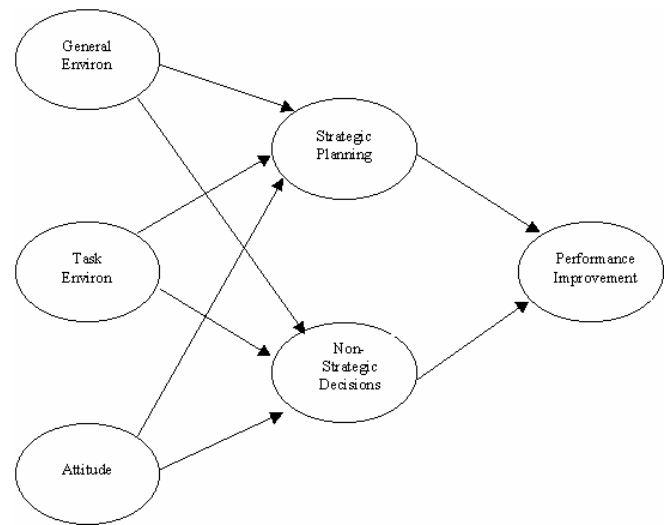 General
Environ
Strategic
Planning
Task
Environ
Performance
Improvement
Non-
Strategic
Decisions
Attitude